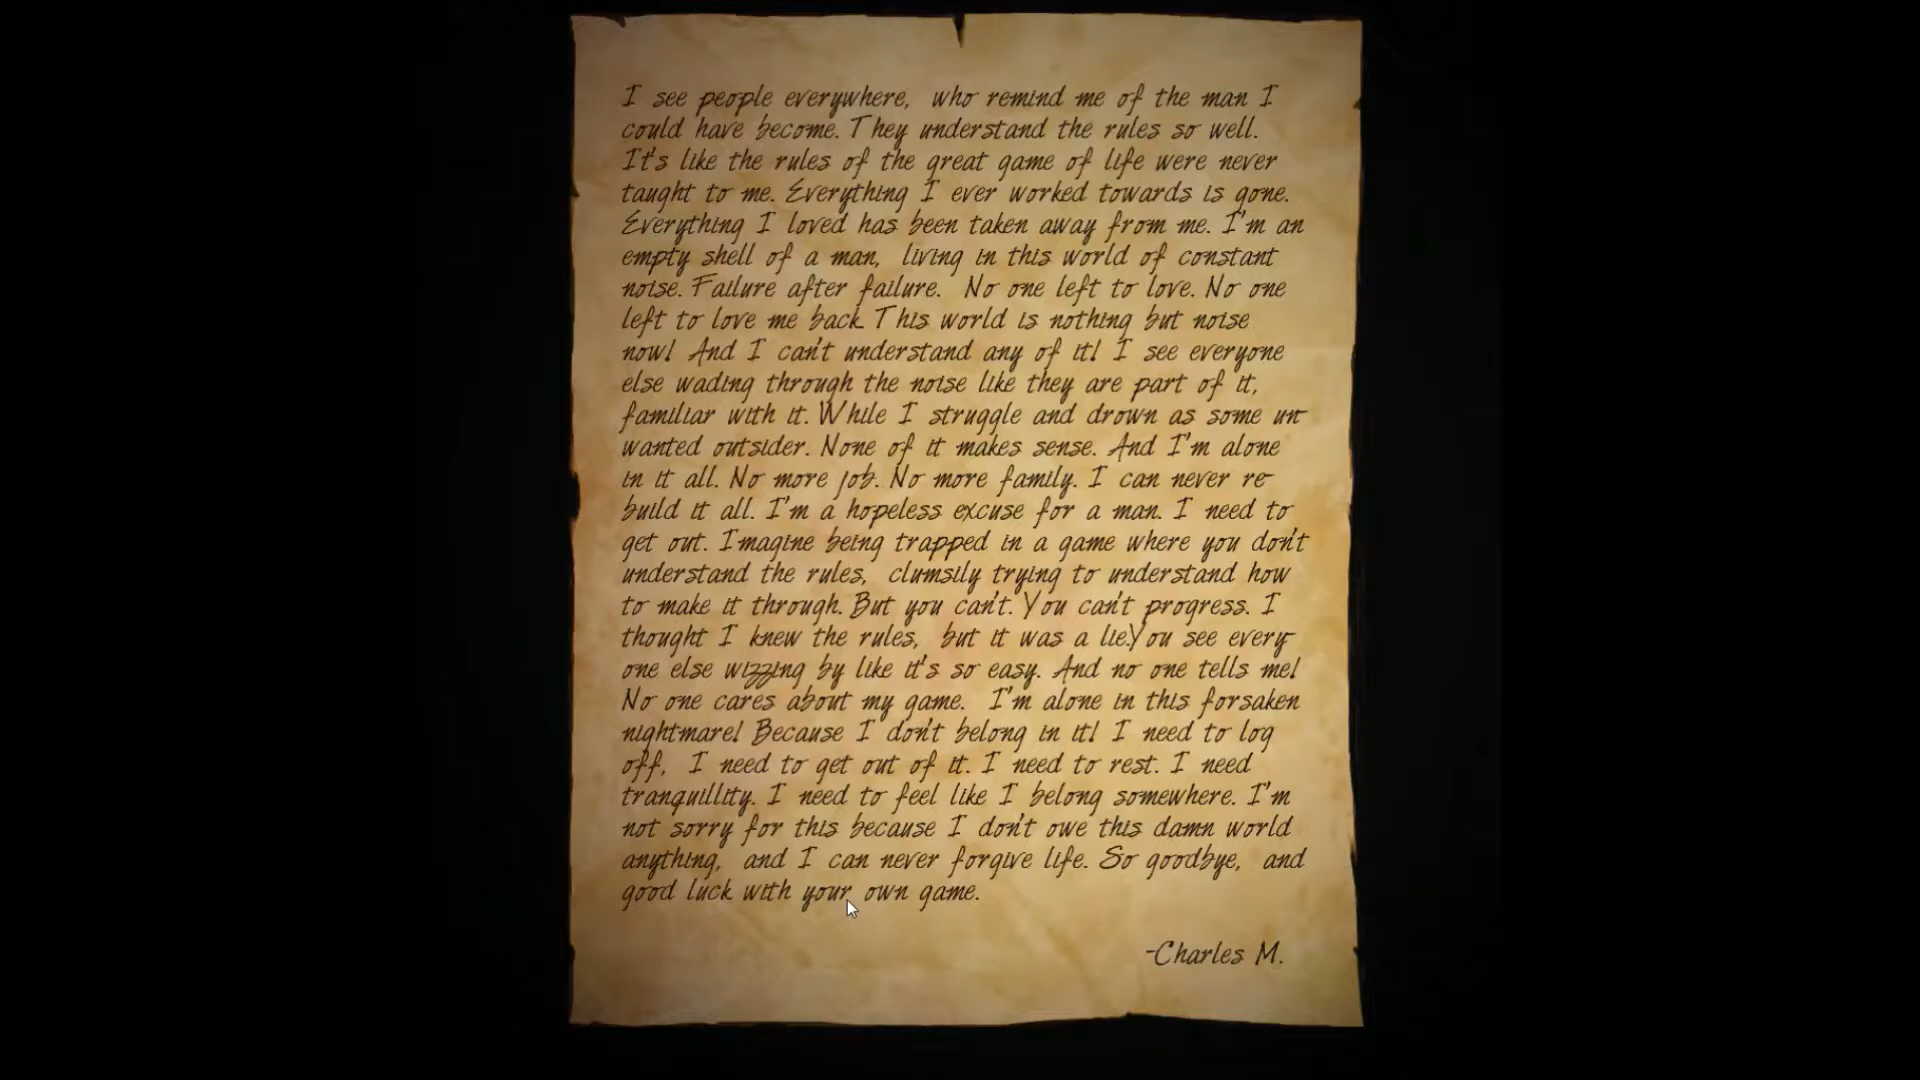 I see people everywhere, who remind me of the man I
could have become. They understand the rules so well.
It's like the rules of the great game of life were never
taught to me. Everything I ever worked towards is gone.
Everything I loved has been taken away from me. I'm an
empty shell of a man, living in this world of constant
noise. Failure after failure. No one left to love. No one
left to love me back. This world is nothing but noise
now! And I can't understand any of it! I see everyone
else wading through the noise like they are part of it,
familiar with it. While I struggle and drown as some un-
wanted outsider. None of it makes sense. And I'm alone
in it all. No more job. No more family. I can never re-
build it all. I'm a hopeless excuse for a man. I need to
get out. Imagine being trapped in a game where you don't
understand the rules, clumsily trying to understand how
to make it through. But you can't. You can't progress. I
thought I knew the rules, but it was a lie.You see every-
one else wizzing by like it's so easy. And no one tells me!
No one cares about my game. I'm alone in this forsaken
nightmare! Because I don't belong in it! I need to log
off, I need to get out of it. I need to rest. I need
tranquillity. I need to feel like I belong somewhere. I'm
not sorry for this because I don't owe this damn world
anything, and I can never forgive life. So goodbye, and
good luck with your own game.
-Charles M.